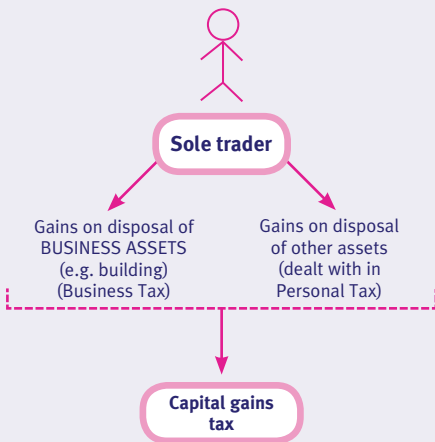 Sole trader
Gains on disposal of
BUSINESS ASSETS
(e.g. building)
(Business Tax)
Gains on disposal
of other assets
(dealt with in
Personal Tax)
Capital gains
tax